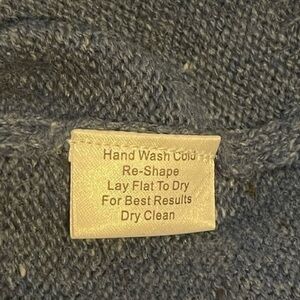 Hand Wash Cold
Re-Shape
Lay Flat To Dry
For Best Results
Dry Clean